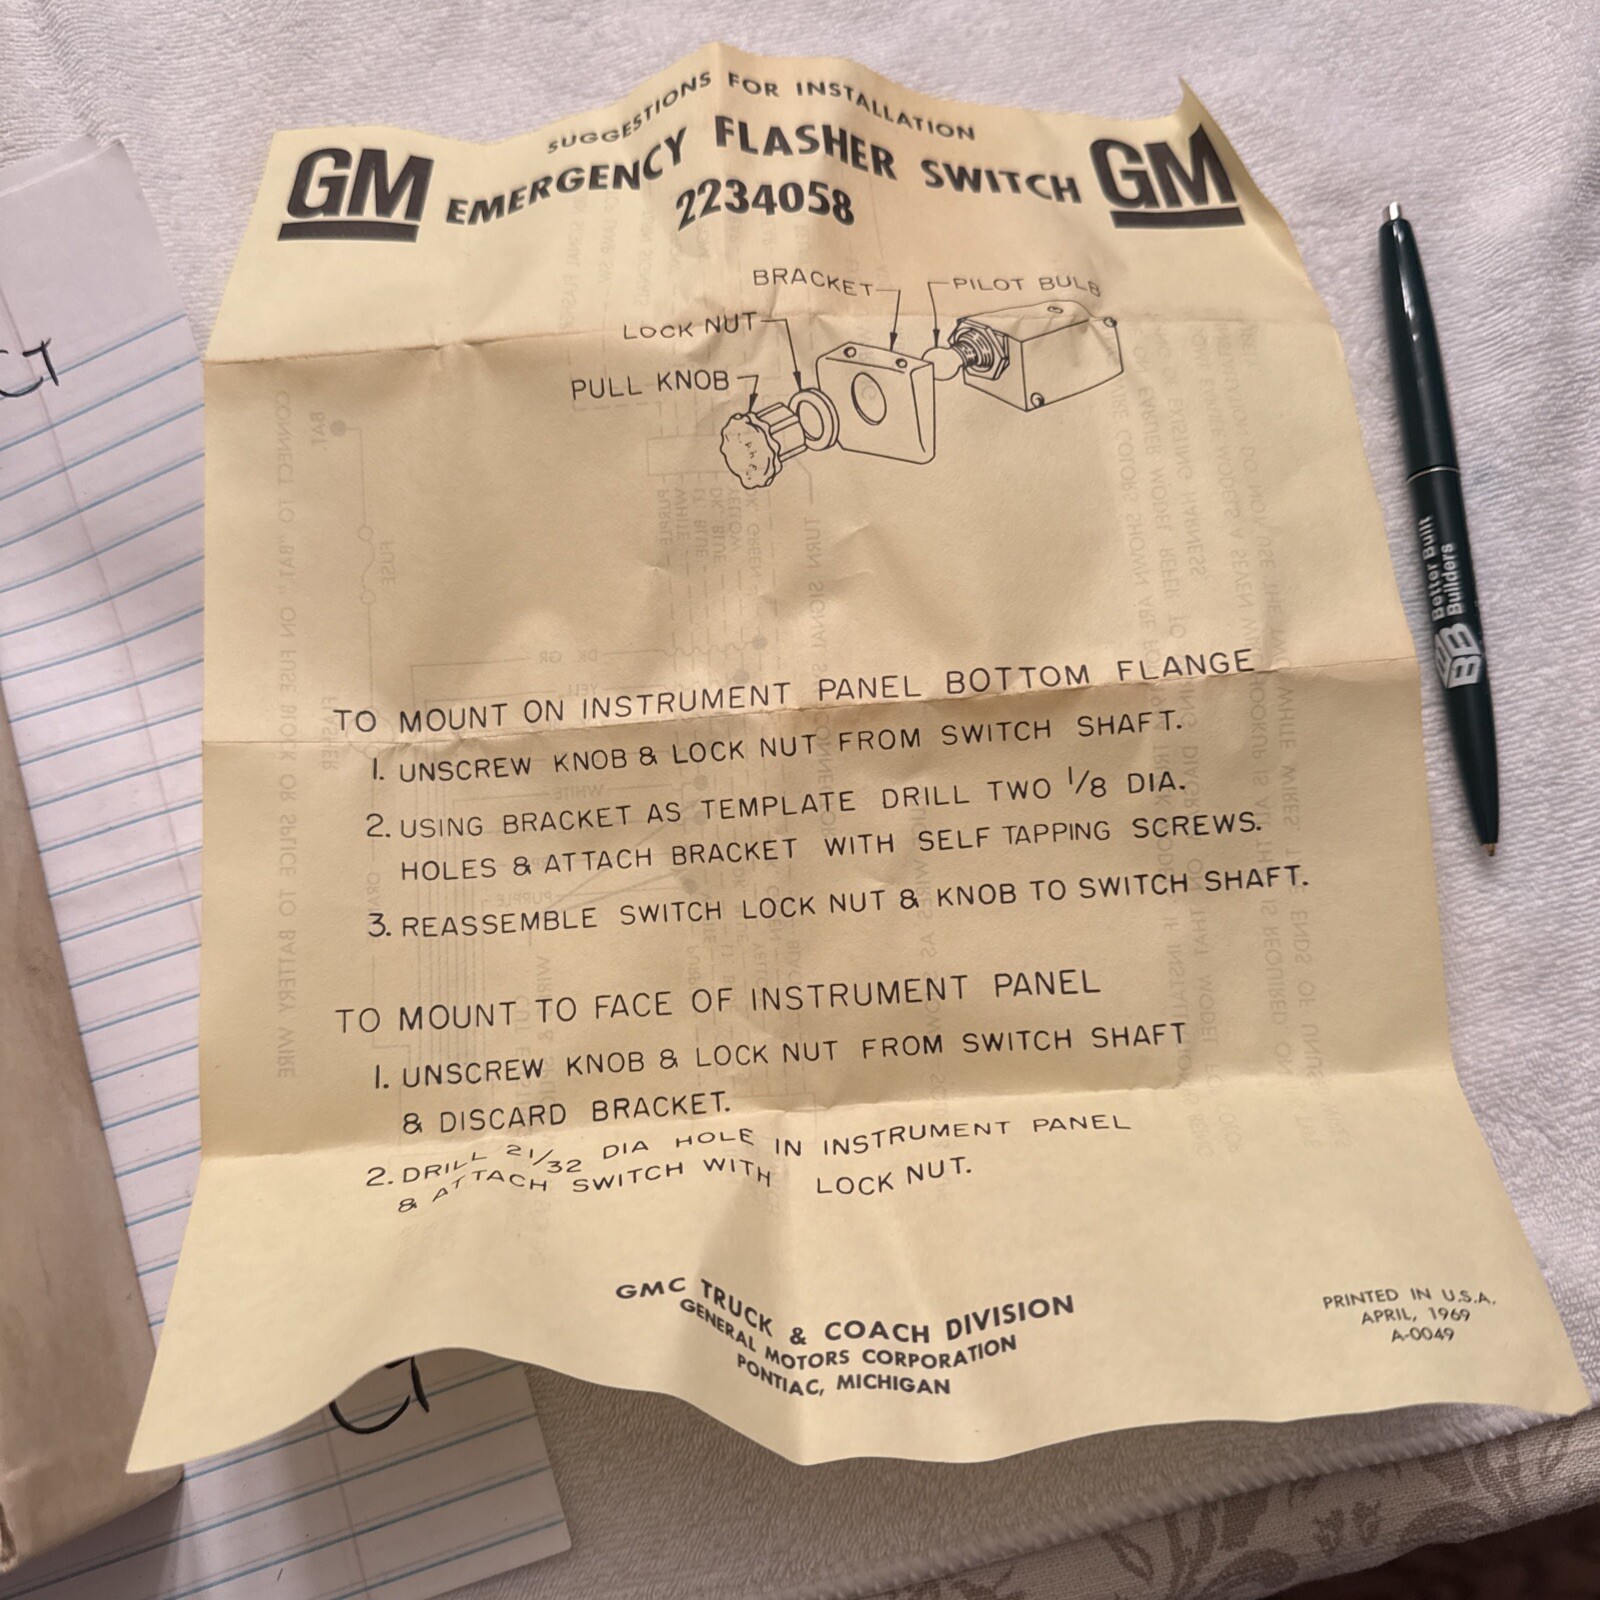 SUGGESTIONS FOR INSTALLATION
GM EMERGENCY FLASHER SWITCH GM
2234058
BRACKET
PILOT BULB
LOCK NUT
PULL KNOB
TO MOUNT ON INSTRUMENT PANEL BOTTOM FLANGE
1. UNSCREW KNOB & LOCK NUT FROM SWITCH SHAFT.
2. USING BRACKET AS TEMPLATE DRILL TWO 1/8 DIA.
HOLES & ATTACH BRACKET WITH SELF TAPPING SCREWS.
3. REASSEMBLE SWITCH LOCK NUT & KNOB TO SWITCH SHAFT.
TO MOUNT TO FACE OF INSTRUMENT PANEL
1. UNSCREW KNOB & LOCK NUT FROM SWITCH SHAFT
& DISCARD BRACKET.
2. DRILL 21/32 DIA HOLE IN INSTRUMENT PANEL
& ATTACH SWITCH WITH LOCK NUT.
GMC TRUCK & COACH DIVISION
GENERAL MOTORS CORPORATION
PONTIAC, MICHIGAN
PRINTED IN U.S.A.
APRIL, 1969
A-0049
Better Built
Builders